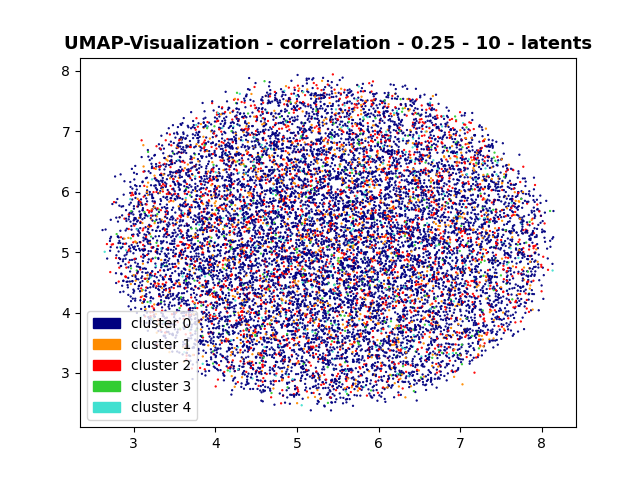 UMAP-Visualization - correlation - 0.25 - 10 - latents
8
7
6
5
4
3
cluster 0
cluster 1
cluster 2
cluster 3
cluster 4
3 4 5 6 7 8